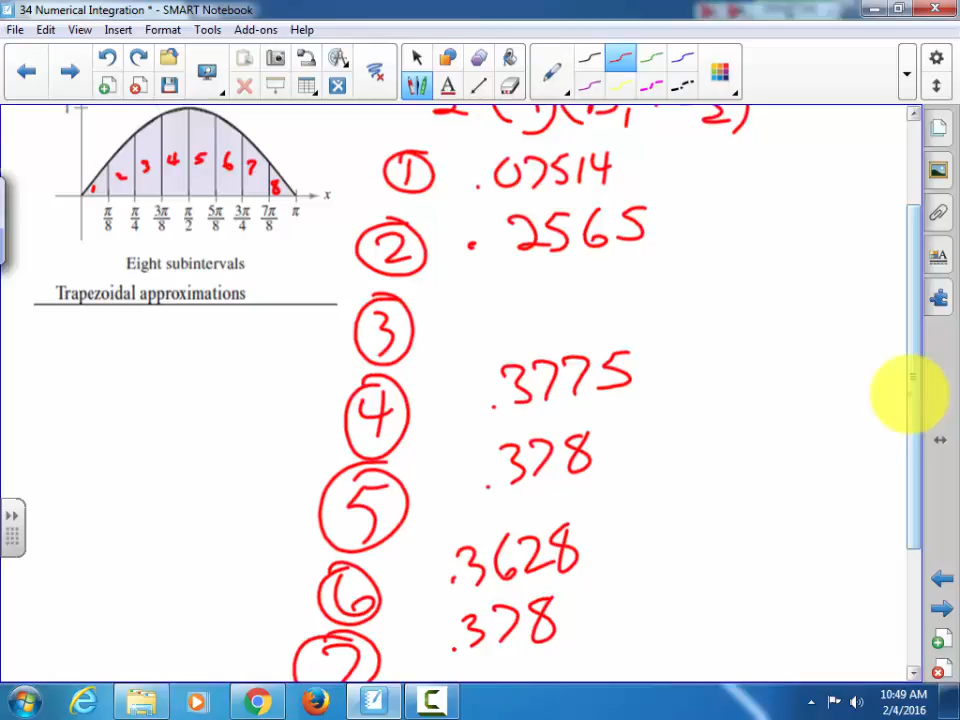 34 Numerical Integration * - SMART Notebook
File Edit View Insert Format Tools Add-ons Help
1 2 3 4 5 6 7 8
x
π/8 π/4 3π/8 π/2 5π/8 3π/4 7π/8 π
Eight subintervals
Trapezoidal approximations
① .07514
② .2565
③
④ .3775
⑤ .378
⑥ .3628
⑦ .378
10:49 AM
2/4/2016